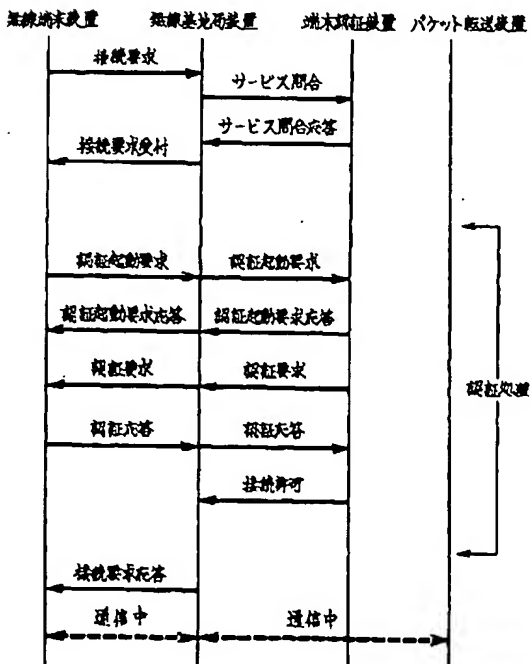 無線端末装置 無線基地局装置 端末認証装置 パケット転送装置
接続要求
サービス問合
サービス問合応答
接続要求受付
認証起動要求 認証起動要求
認証起動要求応答 認証起動要求応答
認証要求 認証要求
認証処理
認証応答 認証応答
接続許可
接続要求応答
通信中 通信中